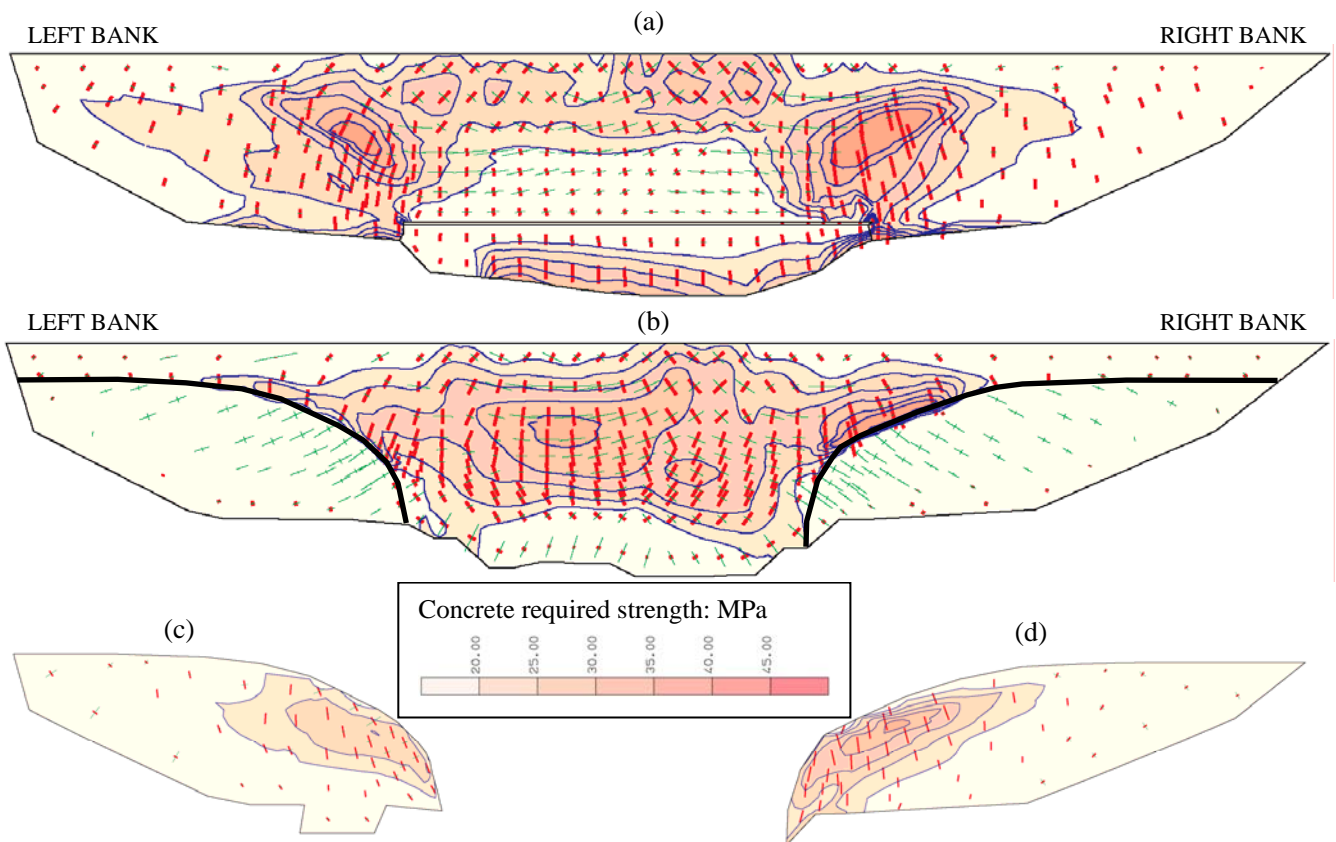 (a)
LEFT BANK RIGHT BANK
LEFT BANK (b) RIGHT BANK
Concrete required strength: MPa
20.00 25.00 30.00 35.00 40.00 45.00
(c) (d)